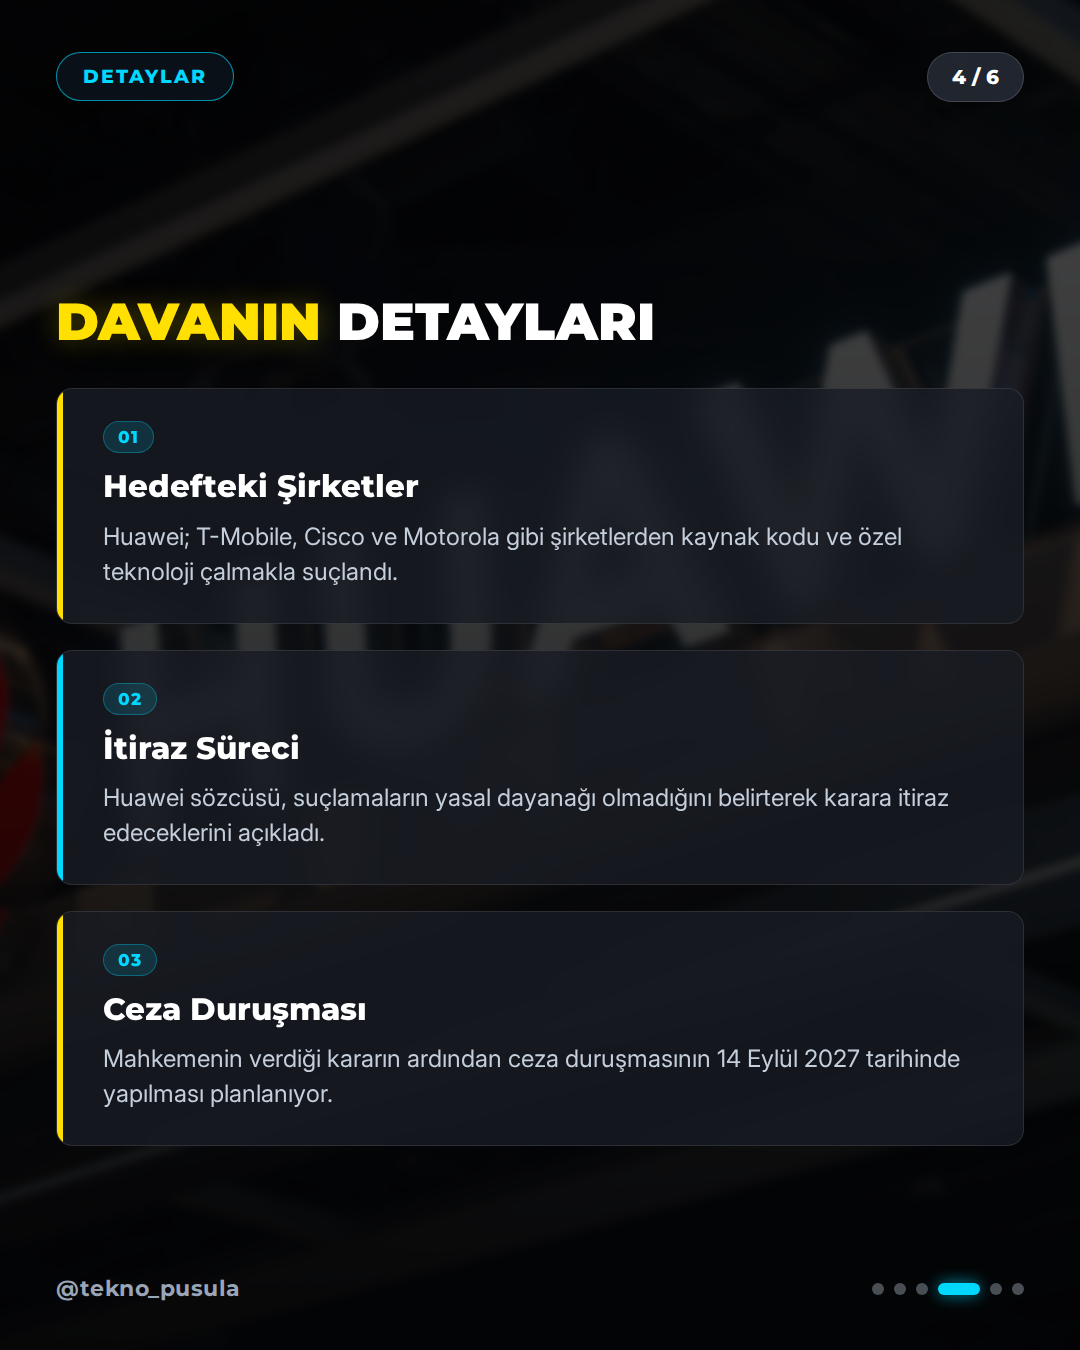 DETAYLAR
4 / 6
DAVANIN DETAYLARI
01
Hedefteki Şirketler
Huawei; T-Mobile, Cisco ve Motorola gibi şirketlerden kaynak kodu ve özel
teknoloji çalmakla suçlandı.
02
İtiraz Süreci
Huawei sözcüsü, suçlamaların yasal dayanağı olmadığını belirterek karara itiraz
edeceklerini açıkladı.
03
Ceza Duruşması
Mahkemenin verdiği kararın ardından ceza duruşmasının 14 Eylül 2027 tarihinde
yapılması planlanıyor.
@tekno_pusula